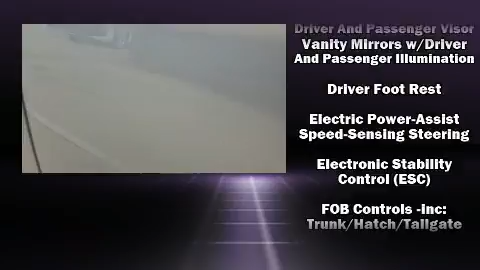 Driver And Passenger Visor
Vanity Mirrors w/Driver
And Passenger Illumination
Driver Foot Rest
Electric Power-Assist
Speed-Sensing Steering
Electronic Stability
Control (ESC)
FOB Controls -inc:
Trunk/Hatch/Tailgate